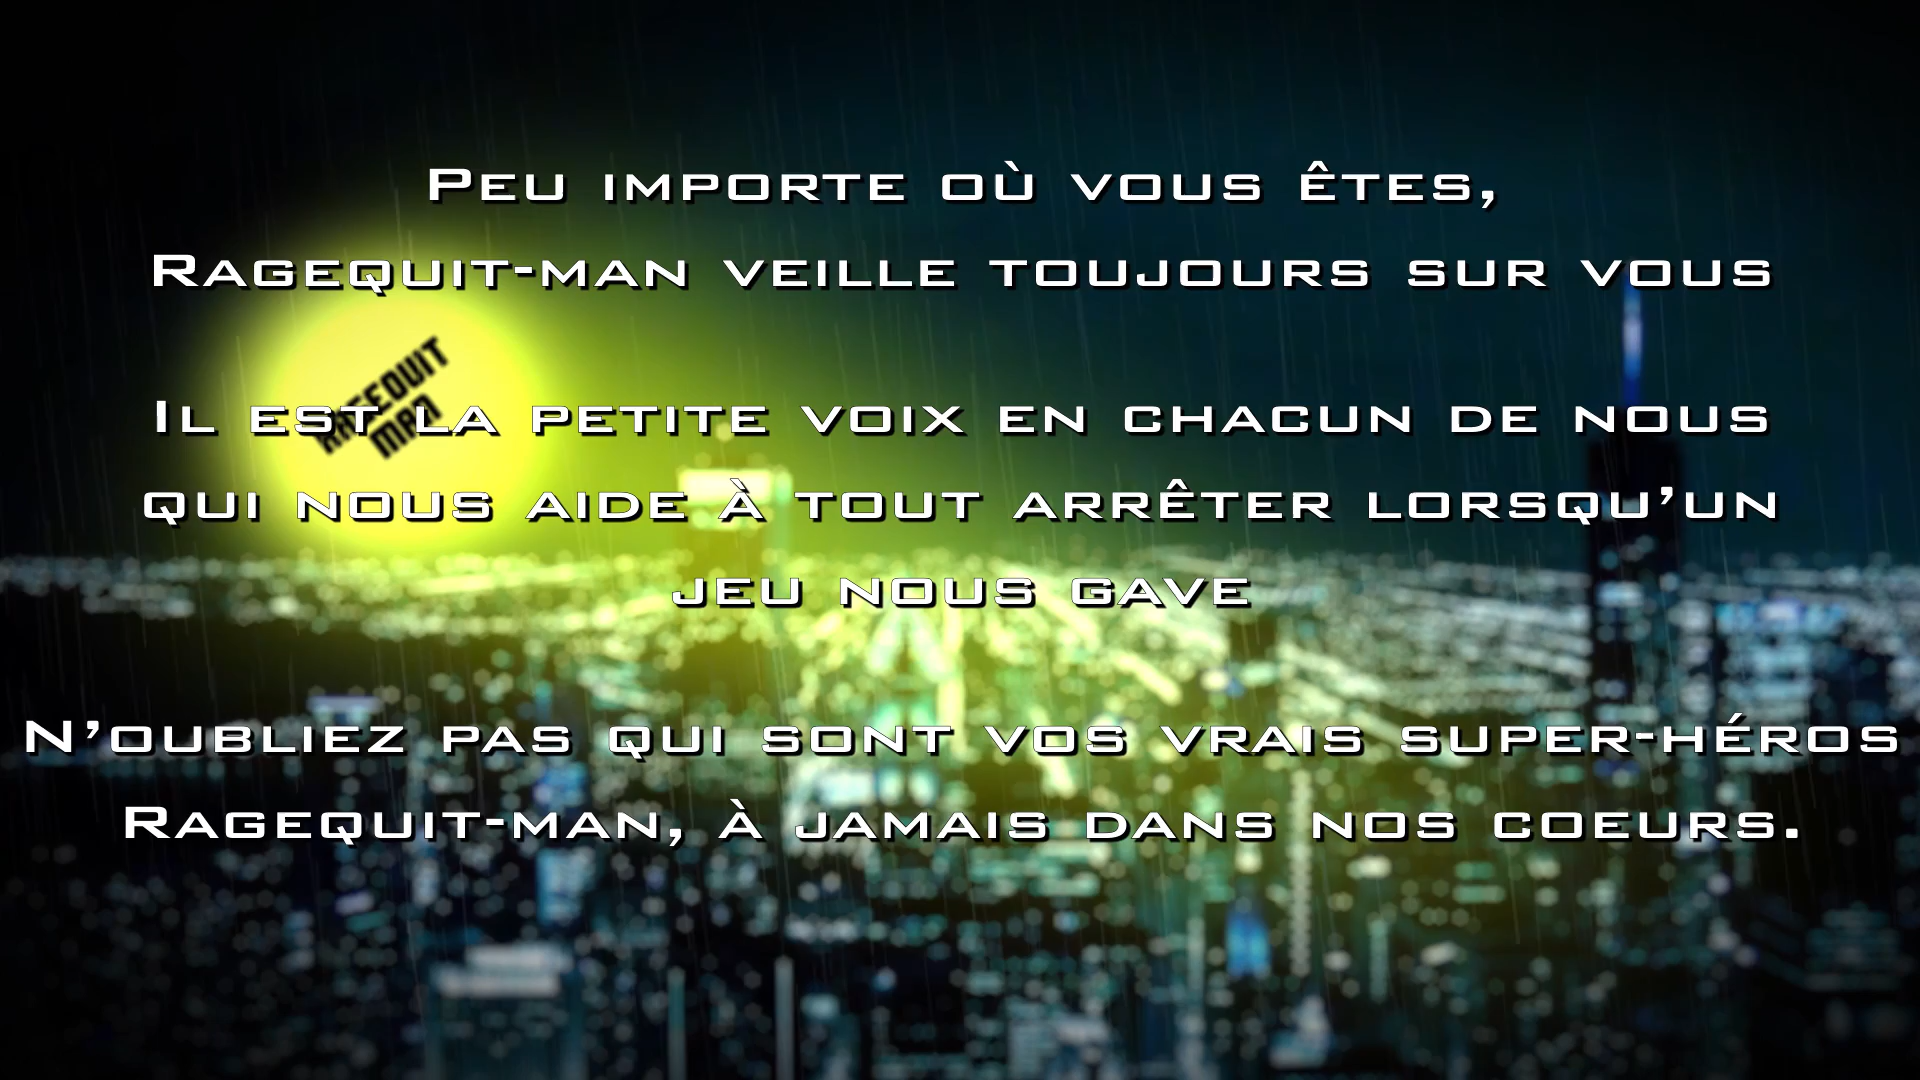 Peu importe où vous êtes,
Ragequit-man veille toujours sur vous
RAGEQUIT
MAN
Il est la petite voix en chacun de nous
qui nous aide à tout arrêter lorsqu'un
jeu nous gave
N'oubliez pas qui sont vos vrais super-héros
Ragequit-man, à jamais dans nos coeurs.